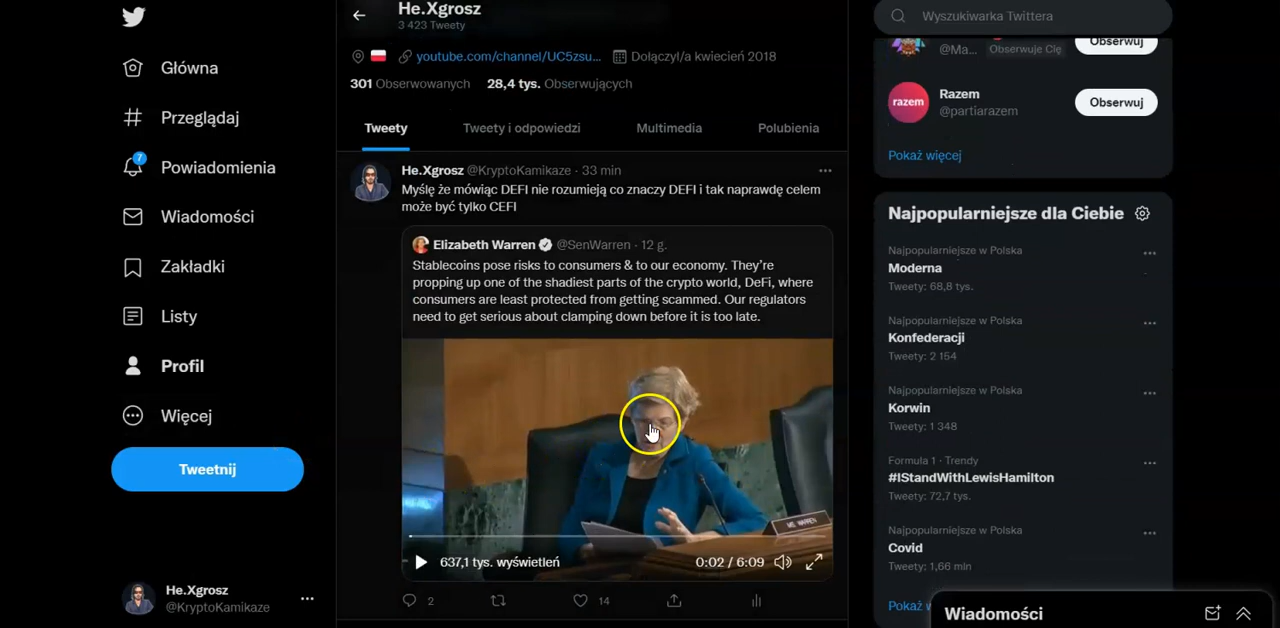 Główna
Przeglądaj
7
Powiadomienia
Wiadomości
Zakładki
Listy
Profil
Więcej
Tweetnij
He.Xgrosz
@KryptoKamikaze
He.Xgrosz
3 423 Tweety
youtube.com/channel/UC5zsu...
Dołączył/a kwiecień 2018
301 Obserwowanych 28,4 tys. Obserwujących
Tweety Tweety i odpowiedzi Multimedia Polubienia
He.Xgrosz @KryptoKamikaze · 33 min
Myślę że mówiąc DEFI nie rozumieją co znaczy DEFI i tak naprawdę celem
może być tylko CEFI
Elizabeth Warren @SenWarren · 12 g.
Stablecoins pose risks to consumers & to our economy. They're
propping up one of the shadiest parts of the crypto world, DeFi, where
consumers are least protected from getting scammed. Our regulators
need to get serious about clamping down before it is too late.
MS. WARREN
637,1 tys. wyświetleń 0:02 / 6:09
2 14
Wyszukiwarka Twittera
@Ma... Obserwuje Cię Obserwuj
Razem
razem
@partiarazem
Obserwuj
Pokaż więcej
Najpopularniejsze dla Ciebie
Najpopularniejsze w Polska
Moderna
Tweety: 68,8 tys.
Najpopularniejsze w Polska
Konfederacji
Tweety: 2 154
Najpopularniejsze w Polska
Korwin
Tweety: 1 348
Formula 1 · Trendy
#IStandWithLewisHamilton
Tweety: 72,7 tys.
Najpopularniejsze w Polska
Covid
Tweety: 1,66 mln
Pokaż
Wiadomości